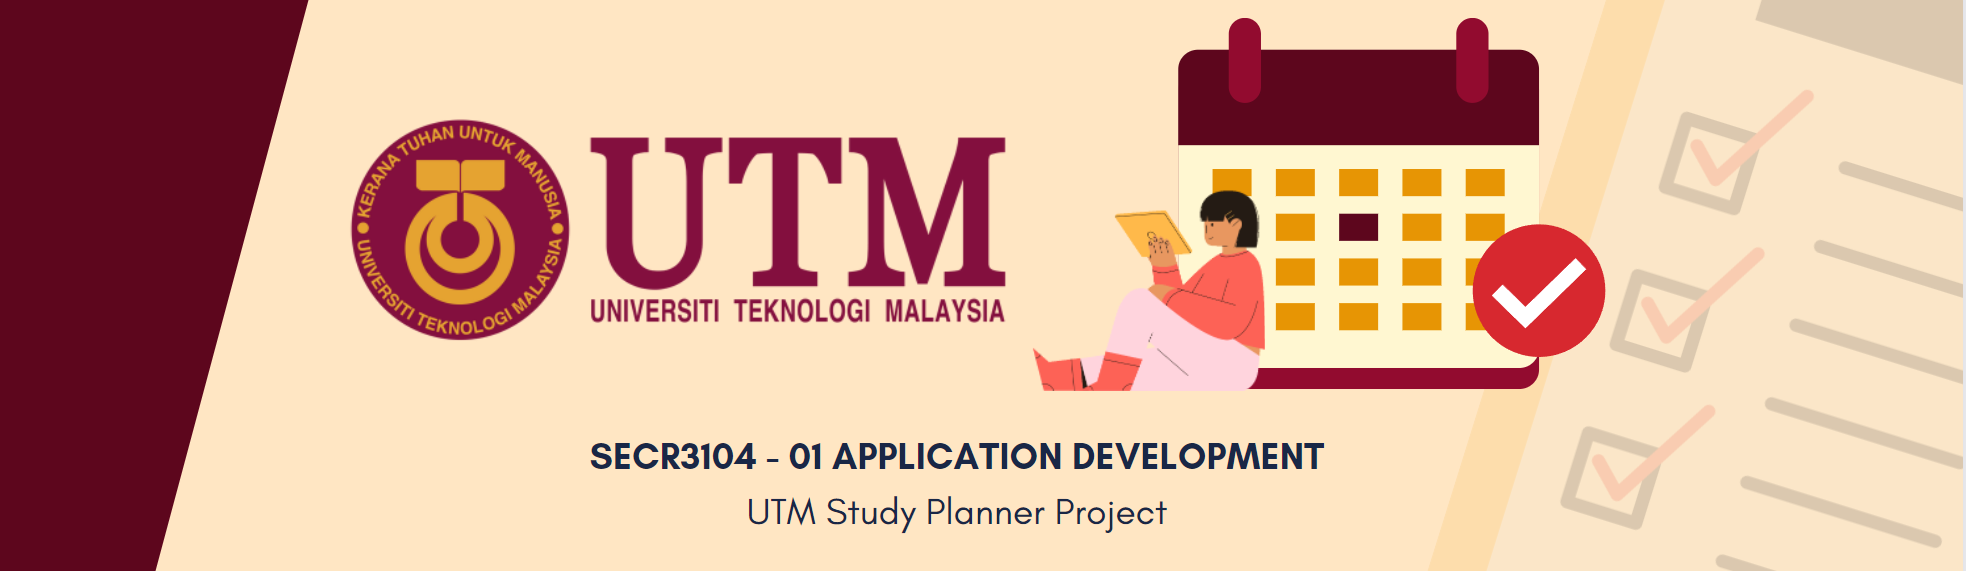 KERANA TUHAN UNTUK MANUSIA
UNIVERSITI TEKNOLOGI MALAYSIA
UTM
UNIVERSITI TEKNOLOGI MALAYSIA
SECR3104 - 01 APPLICATION DEVELOPMENT
UTM Study Planner Project